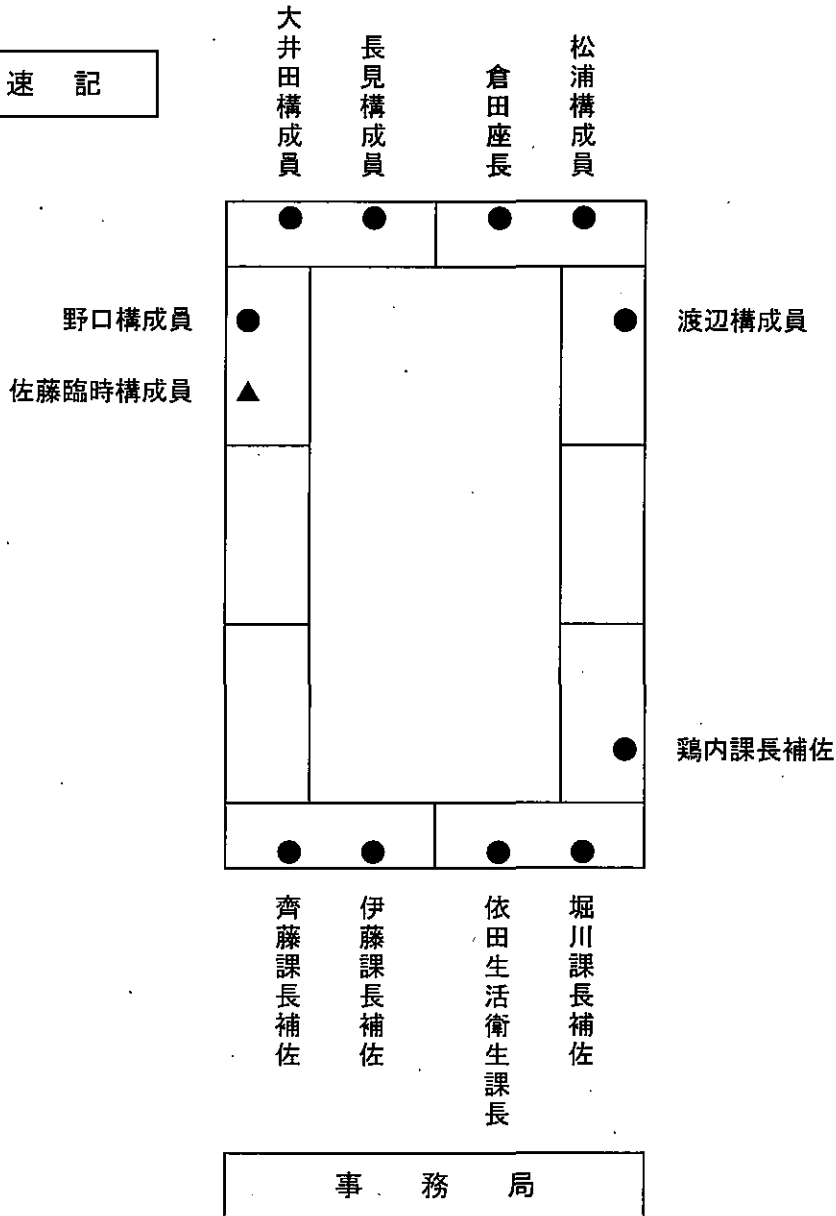 速記
大井田構成員
長見構成員
倉田座長
松浦構成員
野口構成員
佐藤臨時構成員
渡辺構成員
鶏内課長補佐
齊藤課長補佐
伊藤課長補佐
依田生活衛生課長
堀川課長補佐
事務局